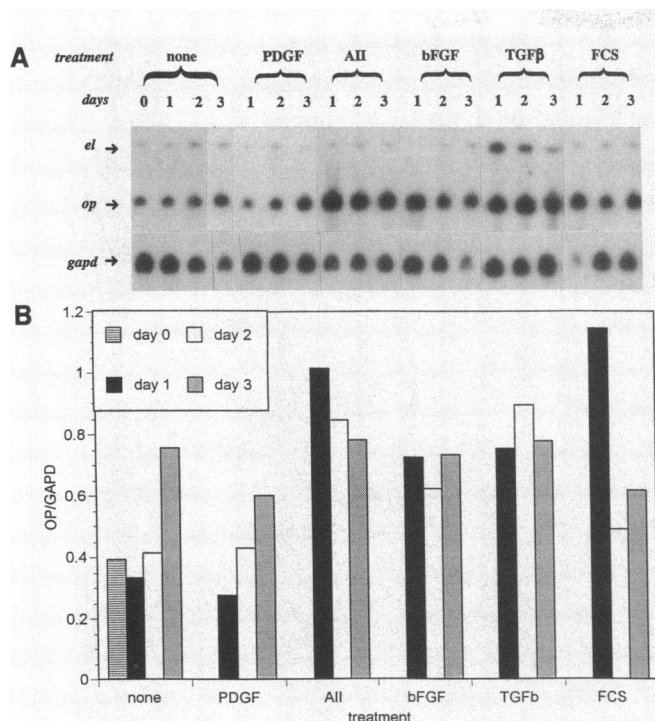 A
treatment none PDGF AII bFGF TGFβ FCS
days 0 1 2 3 1 2 3 1 2 3 1 2 3 1 2 3 1 2 3
el →
op →
gapd →
B
1.2
1
0.8
0.6
0.4
0.2
0
OP/GAPD
day 0 day 2
day 1 day 3
none PDGF AII bFGF TGFb FCS
treatment